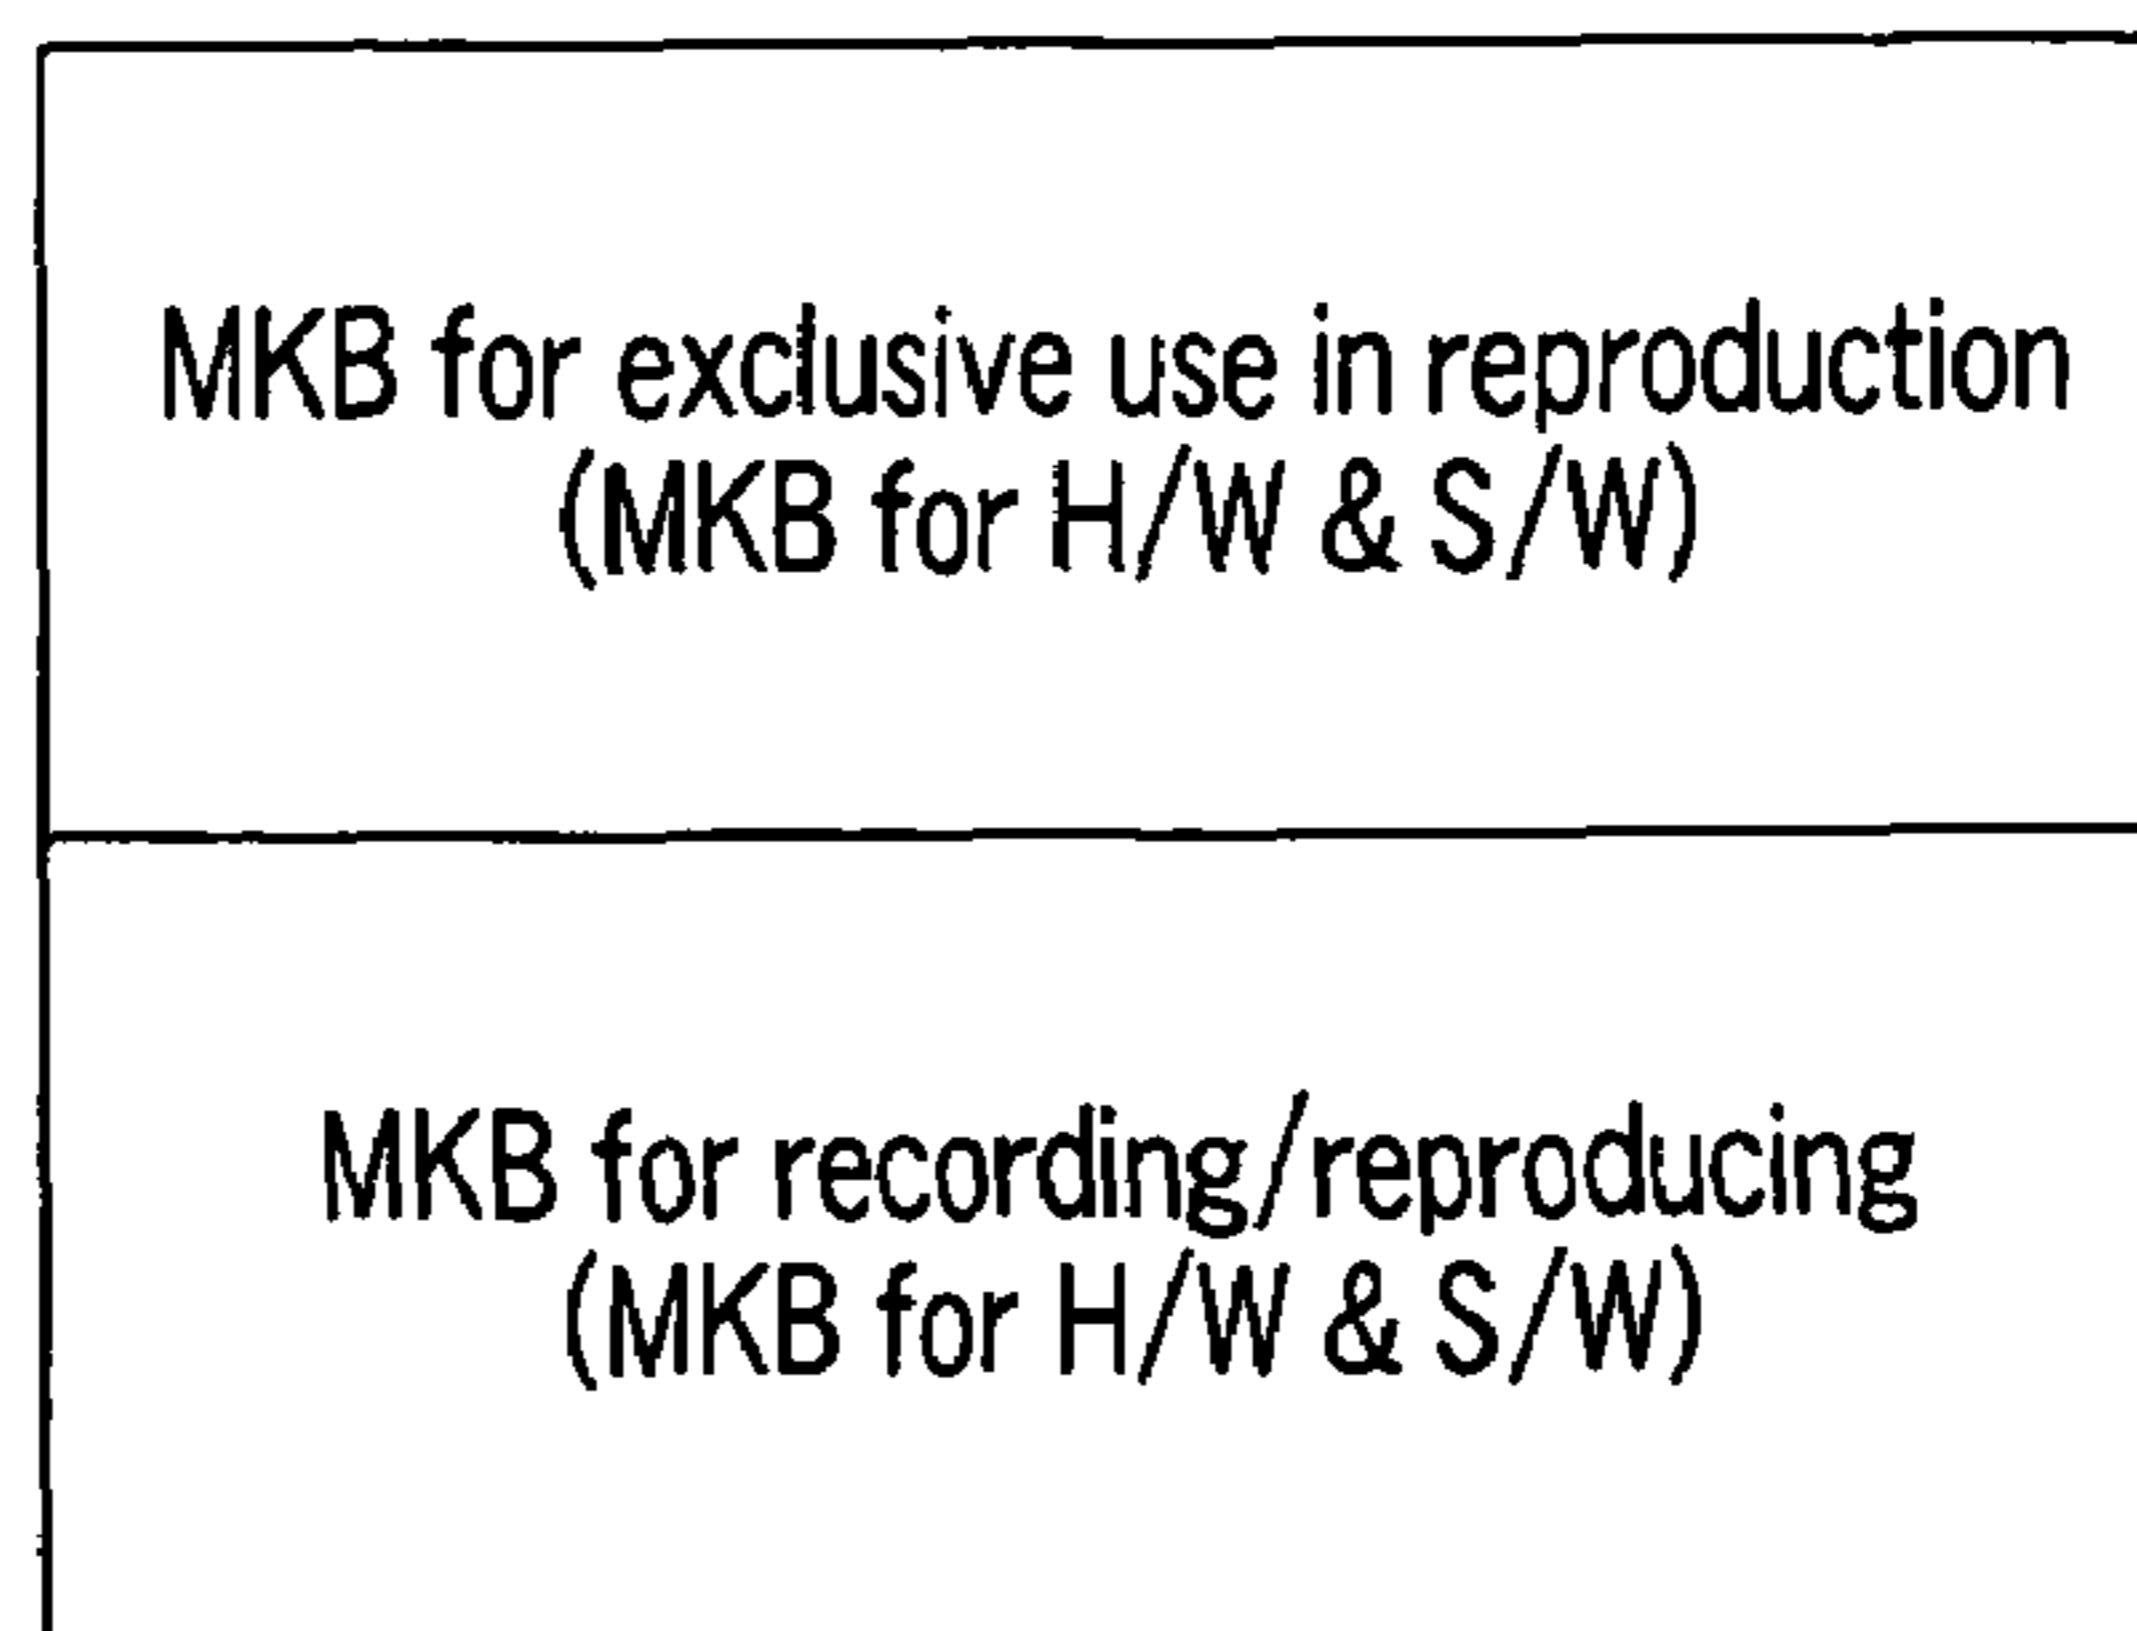 MKB for exclusive use in reproduction
(MKB for H/W & S/W)
MKB for recording/reproducing
(MKB for H/W & S/W)